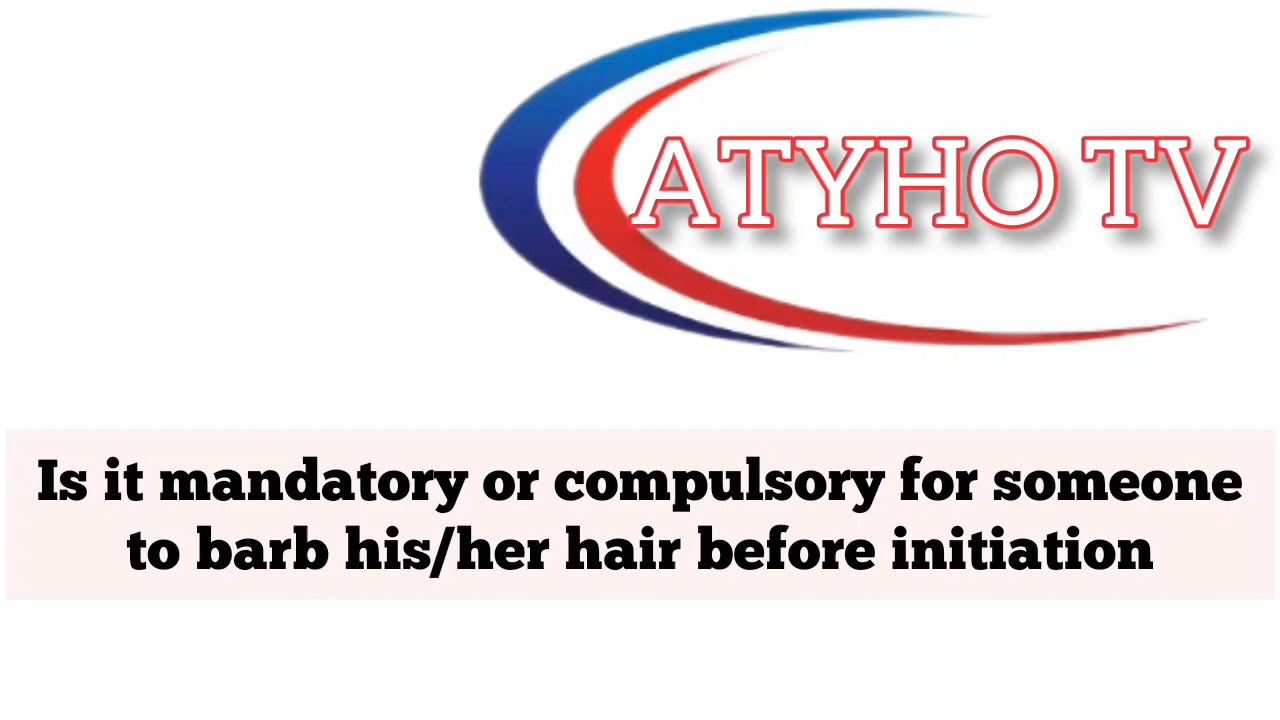 ATYHO TV
Is it mandatory or compulsory for someone
to barb his/her hair before initiation